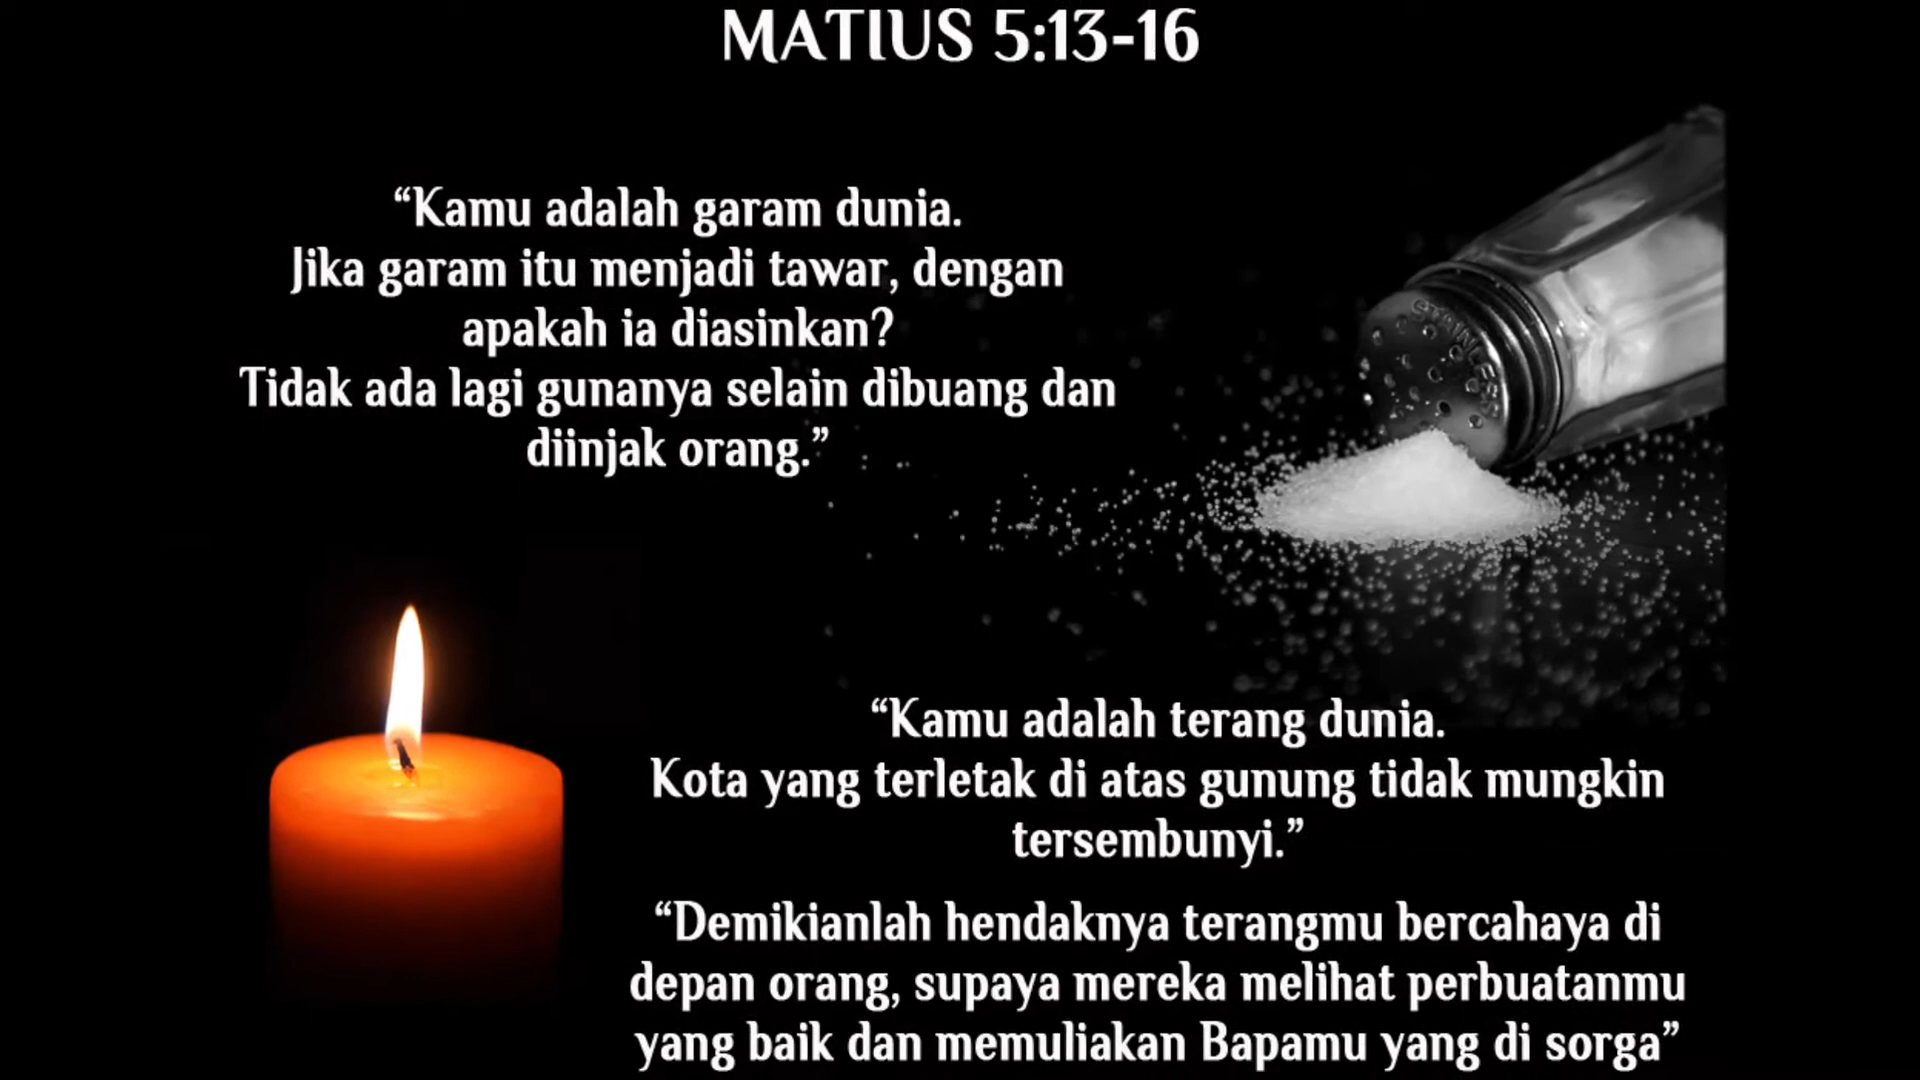 MATIUS 5:13-16
“Kamu adalah garam dunia.
Jika garam itu menjadi tawar, dengan
apakah ia diasinkan?
Tidak ada lagi gunanya selain dibuang dan
diinjak orang.”
STAINLESS
“Kamu adalah terang dunia.
Kota yang terletak di atas gunung tidak mungkin
tersembunyi.”
“Demikianlah hendaknya terangmu bercahaya di
depan orang, supaya mereka melihat perbuatanmu
yang baik dan memuliakan Bapamu yang di sorga”